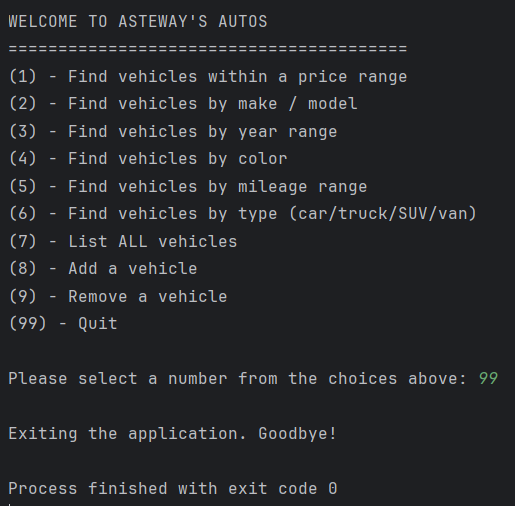 WELCOME TO ASTEWAY'S AUTOS
========================================
(1) - Find vehicles within a price range
(2) - Find vehicles by make / model
(3) - Find vehicles by year range
(4) - Find vehicles by color
(5) - Find vehicles by mileage range
(6) - Find vehicles by type (car/truck/SUV/van)
(7) - List ALL vehicles
(8) - Add a vehicle
(9) - Remove a vehicle
(99) - Quit
Please select a number from the choices above: 99
Exiting the application. Goodbye!
Process finished with exit code 0